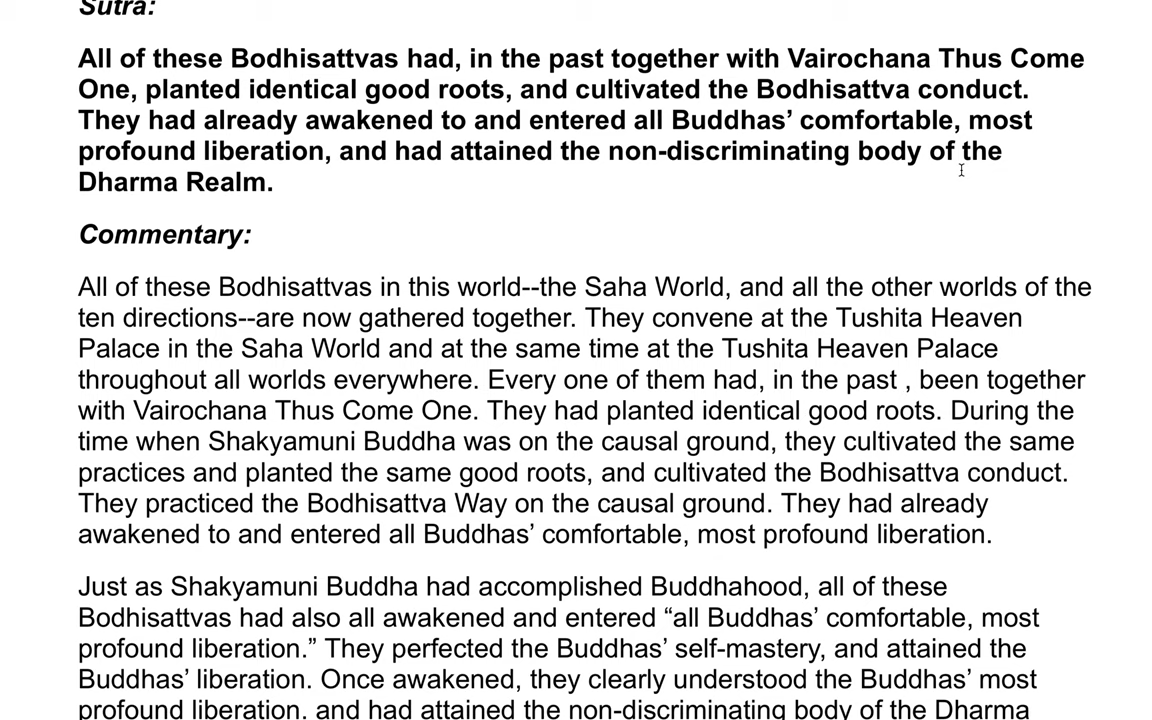 Sutra:
All of these Bodhisattvas had, in the past together with Vairochana Thus Come
One, planted identical good roots, and cultivated the Bodhisattva conduct.
They had already awakened to and entered all Buddhas’ comfortable, most
profound liberation, and had attained the non-discriminating body of the
Dharma Realm.
Commentary:
All of these Bodhisattvas in this world--the Saha World, and all the other worlds of the
ten directions--are now gathered together. They convene at the Tushita Heaven
Palace in the Saha World and at the same time at the Tushita Heaven Palace
throughout all worlds everywhere. Every one of them had, in the past , been together
with Vairochana Thus Come One. They had planted identical good roots. During the
time when Shakyamuni Buddha was on the causal ground, they cultivated the same
practices and planted the same good roots, and cultivated the Bodhisattva conduct.
They practiced the Bodhisattva Way on the causal ground. They had already
awakened to and entered all Buddhas’ comfortable, most profound liberation.
Just as Shakyamuni Buddha had accomplished Buddhahood, all of these
Bodhisattvas had also all awakened and entered “all Buddhas’ comfortable, most
profound liberation.” They perfected the Buddhas’ self-mastery, and attained the
Buddhas’ liberation. Once awakened, they clearly understood the Buddhas’ most
profound liberation, and had attained the non-discriminating body of the Dharma